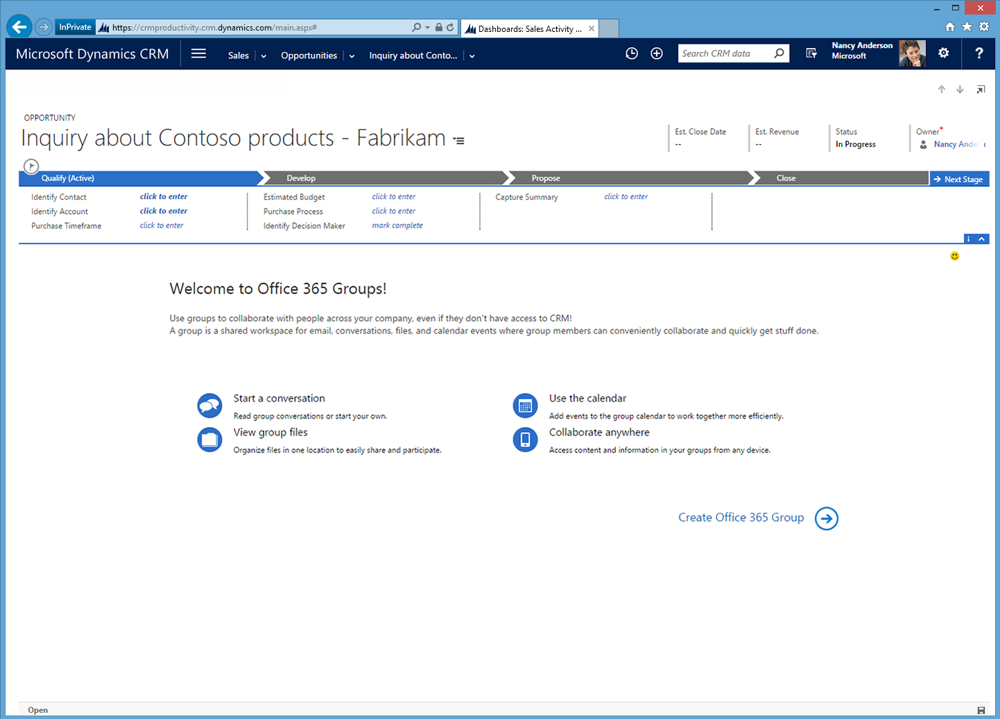 InPrivate
https://crmproductivity.crm.dynamics.com/main.aspx#
Dashboards: Sales Activity ...
Microsoft Dynamics CRM
Sales
Opportunities
Inquiry about Conto...
Search CRM data
Nancy Anderson
Microsoft
?
OPPORTUNITY
Inquiry about Contoso products - Fabrikam
Est. Close Date
--
Est. Revenue
--
Status
In Progress
Owner*
Nancy Ande
Qualify (Active)
Develop
Propose
Close
Next Stage
Identify Contact click to enter
Identify Account click to enter
Purchase Timeframe click to enter
Estimated Budget click to enter
Purchase Process click to enter
Identify Decision Maker mark complete
Capture Summary click to enter
i
Welcome to Office 365 Groups!
Use groups to collaborate with people across your company, even if they don't have access to CRM!
A group is a shared workspace for email, conversations, files, and calendar events where group members can conveniently collaborate and quickly get stuff done.
Start a conversation
Read group conversations or start your own.
View group files
Organize files in one location to easily share and participate.
Use the calendar
Add events to the group calendar to work together more efficiently.
Collaborate anywhere
Access content and information in your groups from any device.
Create Office 365 Group
Open